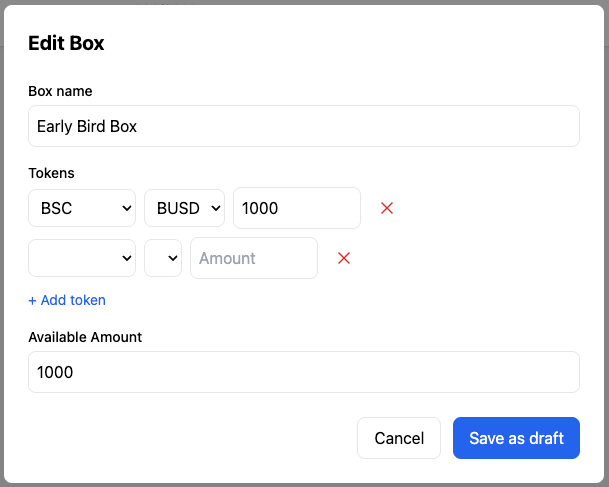 Edit Box
Box name
Early Bird Box
Tokens
BSC BUSD 1000
Amount
+ Add token
Available Amount
1000
Cancel Save as draft